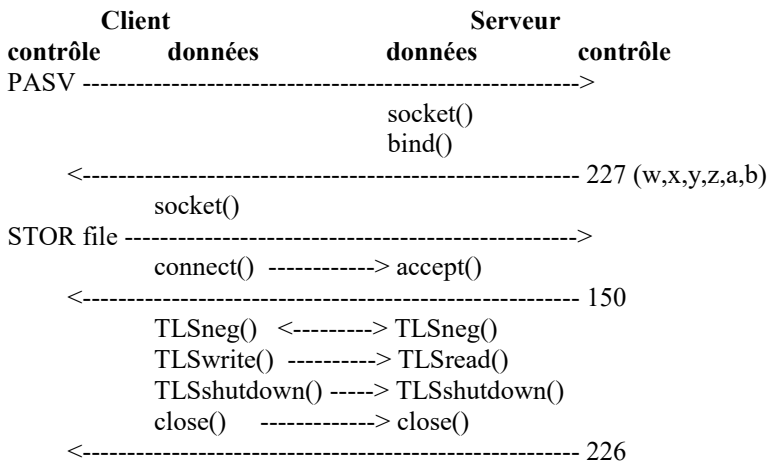 Client Serveur
contrôle données données contrôle
PASV -------------------------------------------------------->
socket()
bind()
<-------------------------------------------------------- 227 (w,x,y,z,a,b)
socket()
STOR file --------------------------------------------------->
connect() ------------> accept()
<-------------------------------------------------------- 150
TLSneg() <---------> TLSneg()
TLSwrite() ----------> TLSread()
TLSshutdown() -----> TLSshutdown()
close() -------------> close()
<-------------------------------------------------------- 226